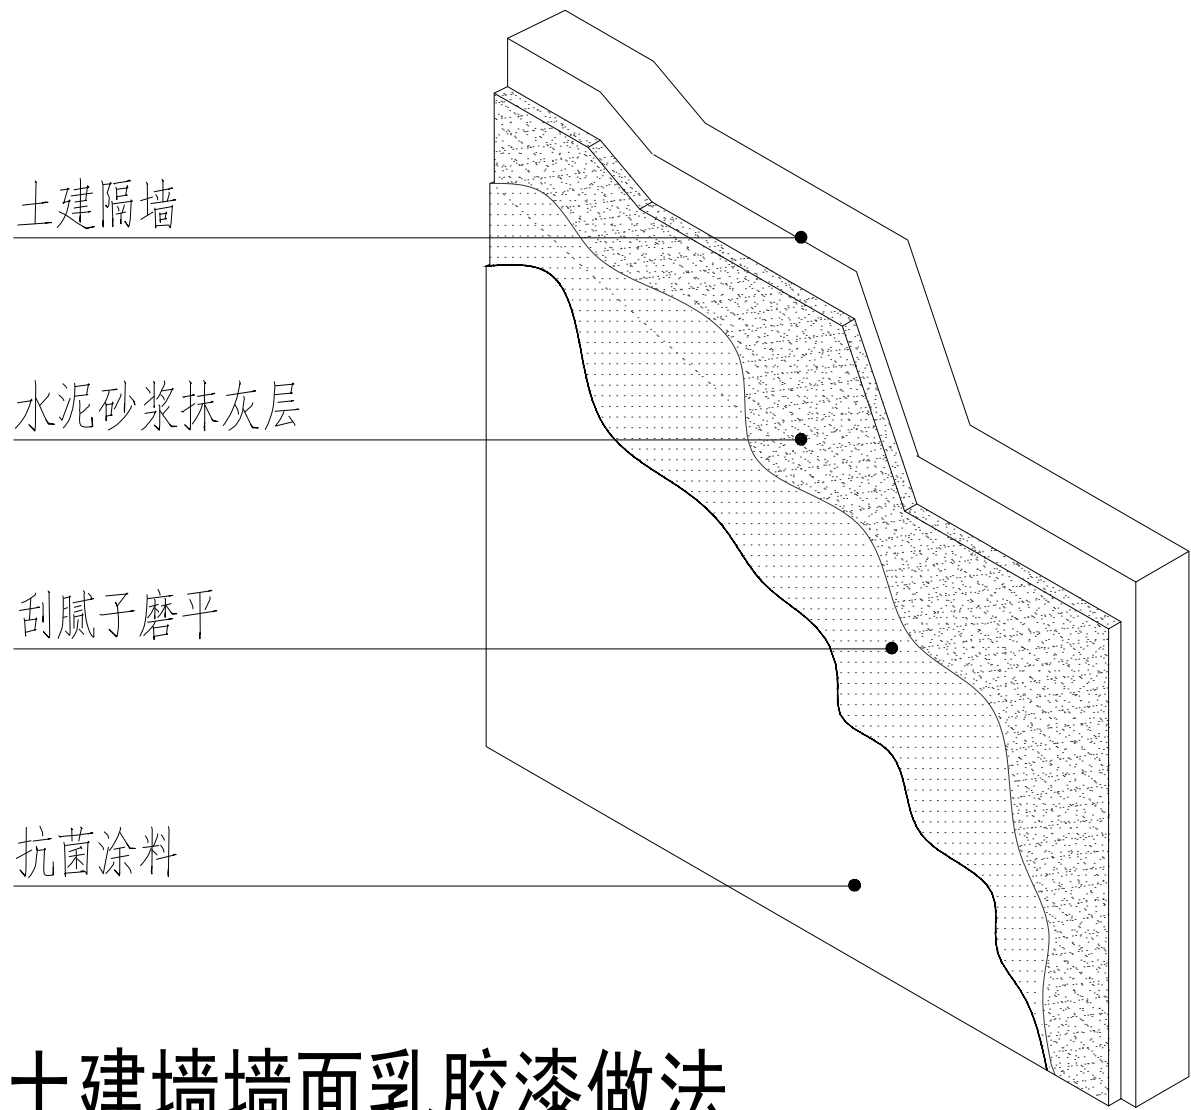 土建隔墙
水泥砂浆抹灰层
刮腻子磨平
抗菌涂料
土建墙墙面乳胶漆做法